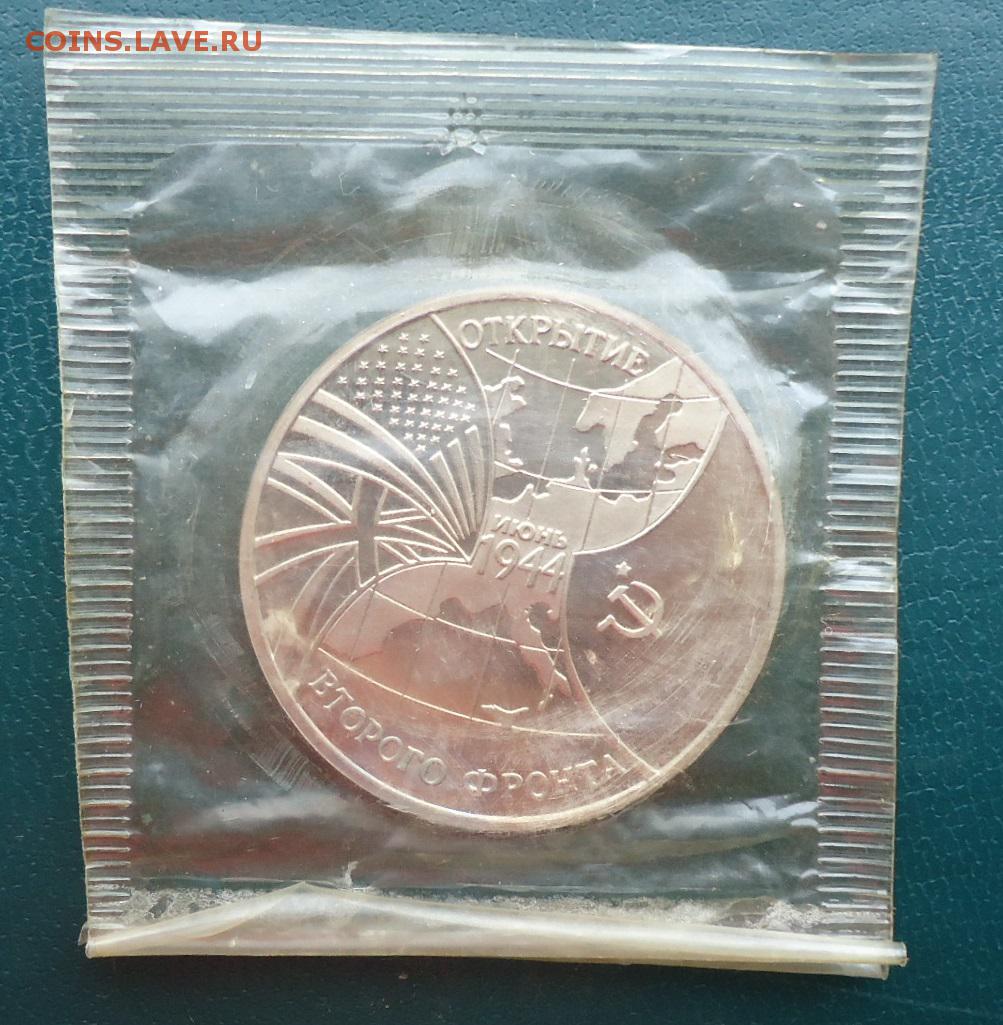 COINS.LAVE.RU
ОТКРЫТИЕ
ИЮНЬ
1944
ВТОРОГО ФРОНТА